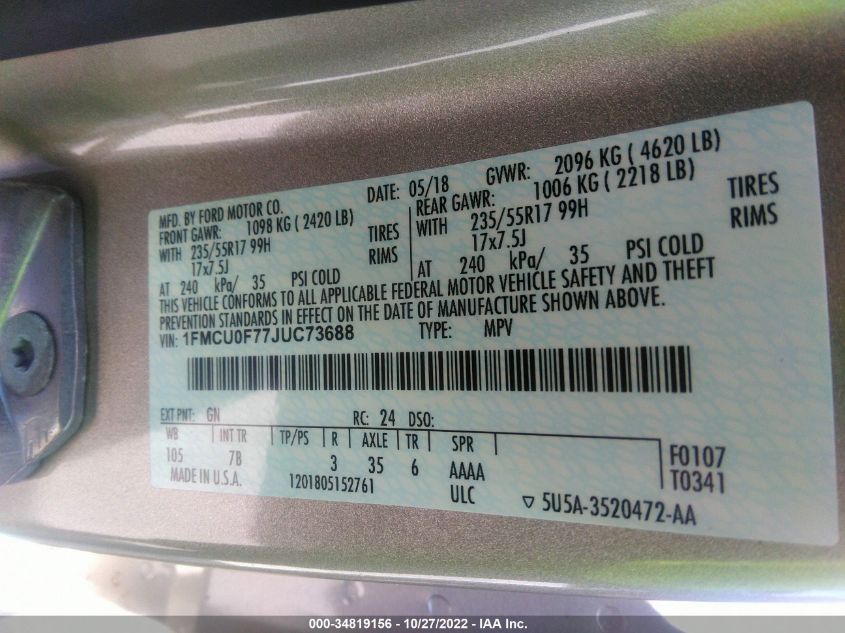 MFD. BY FORD MOTOR CO. DATE: 05/18 GVWR: 2096 KG ( 4620 LB)
FRONT GAWR: 1098 KG ( 2420 LB) REAR GAWR: 1006 KG ( 2218 LB)
WITH 235/55R17 99H TIRES WITH 235/55R17 99H TIRES
17x7.5J RIMS 17x7.5J RIMS
AT 240 kPa/ 35 PSI COLD AT 240 kPa/ 35 PSI COLD
THIS VEHICLE CONFORMS TO ALL APPLICABLE FEDERAL MOTOR VEHICLE SAFETY AND THEFT
PREVENTION STANDARDS IN EFFECT ON THE DATE OF MANUFACTURE SHOWN ABOVE.
VIN: 1FMCU0F77JUC73688 TYPE: MPV
EXT PNT: GN RC: 24 DSO:
WB INT TR TP/PS R AXLE TR SPR
105 7B 3 35 6 AAAA F0107
MADE IN U.S.A. 1201805152761 ULC T0341
▽ 5U5A-3520472-AA
000-34819156 - 10/27/2022 - IAA Inc.